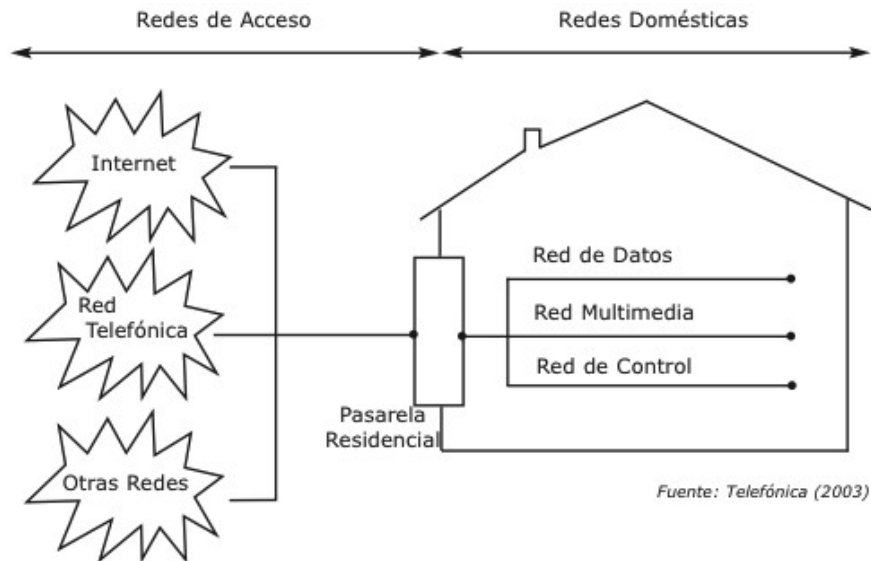 Redes de Acceso
Redes Domésticas
Internet
Red
Telefónica
Otras Redes
Pasarela
Residencial
Red de Datos
Red Multimedia
Red de Control
Fuente: Telefónica (2003)